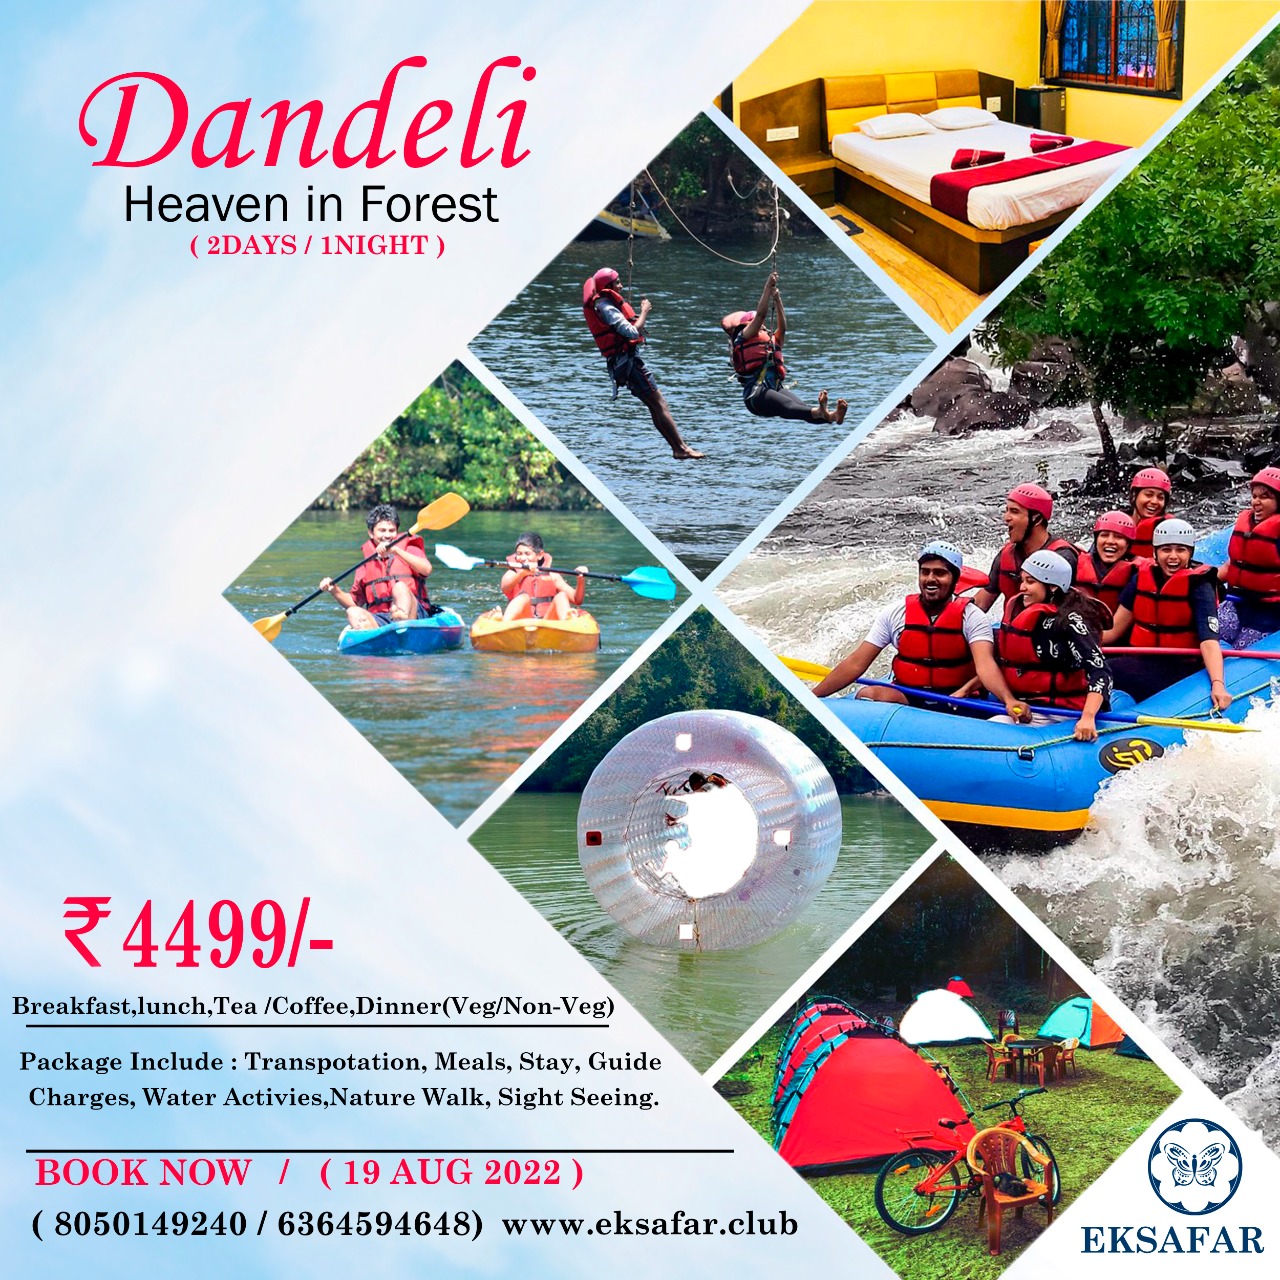 Dandeli
Heaven in Forest
( 2DAYS / 1NIGHT )
₹4499/-
Breakfast,lunch,Tea /Coffee,Dinner(Veg/Non-Veg)
Package Include : Transpotation, Meals, Stay, Guide
Charges, Water Activies,Nature Walk, Sight Seeing.
BOOK NOW / ( 19 AUG 2022 )
( 8050149240 / 6364594648) www.eksafar.club
EKSAFAR